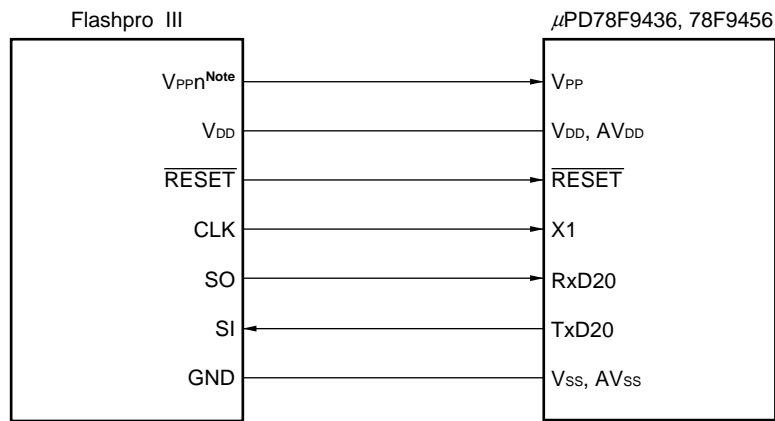 Flashpro III
μPD78F9436, 78F9456
VPPnNote
VPP
VDD
VDD, AVDD
RESET
RESET
CLK
X1
SO
RxD20
SI
TxD20
GND
VSS, AVSS